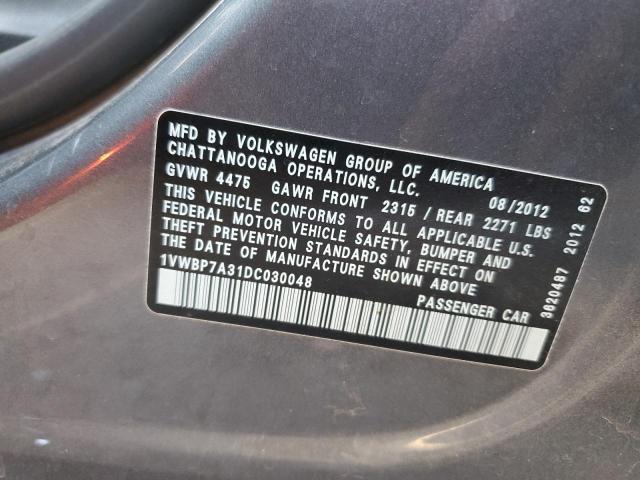 MFD BY VOLKSWAGEN GROUP OF AMERICA
CHATTANOOGA OPERATIONS, LLC. 08/2012
GVWR 4475 GAWR FRONT 2315 / REAR 2271 LBS
THIS VEHICLE CONFORMS TO ALL APPLICABLE U.S.
FEDERAL MOTOR VEHICLE SAFETY, BUMPER AND
THEFT PREVENTION STANDARDS IN EFFECT ON
THE DATE OF MANUFACTURE SHOWN ABOVE
1VWBP7A31DC030048 PASSENGER CAR
3620487 2012 62